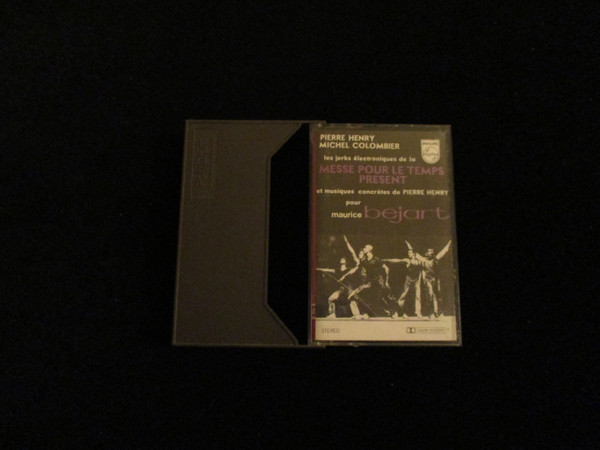 PIERRE HENRY
MICHEL COLOMBIER
PHILIPS
les jerks électroniques de la
MESSE POUR LE TEMPS
PRESENT
et musiques concrètes de PIERRE HENRY
pour
maurice bejart
STEREO